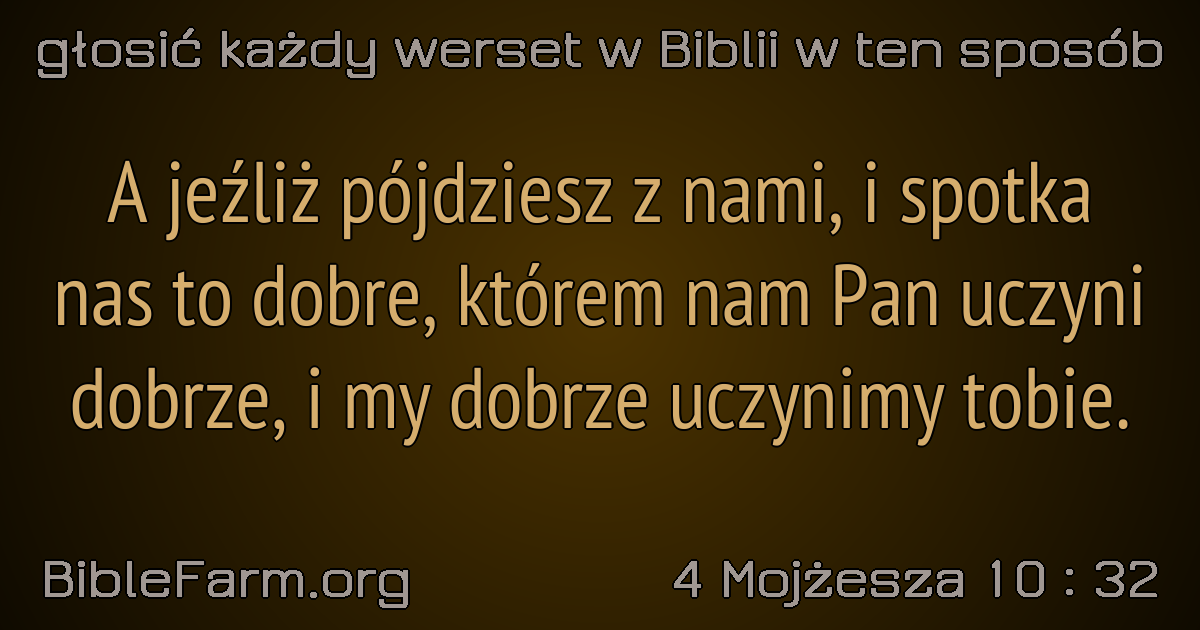 głosić każdy werset w Biblii w ten sposób
A jeźliż pójdziesz z nami, i spotka
nas to dobre, którem nam Pan uczyni
dobrze, i my dobrze uczynimy tobie.
BibleFarm.org
4 Mojżesza 10 : 32